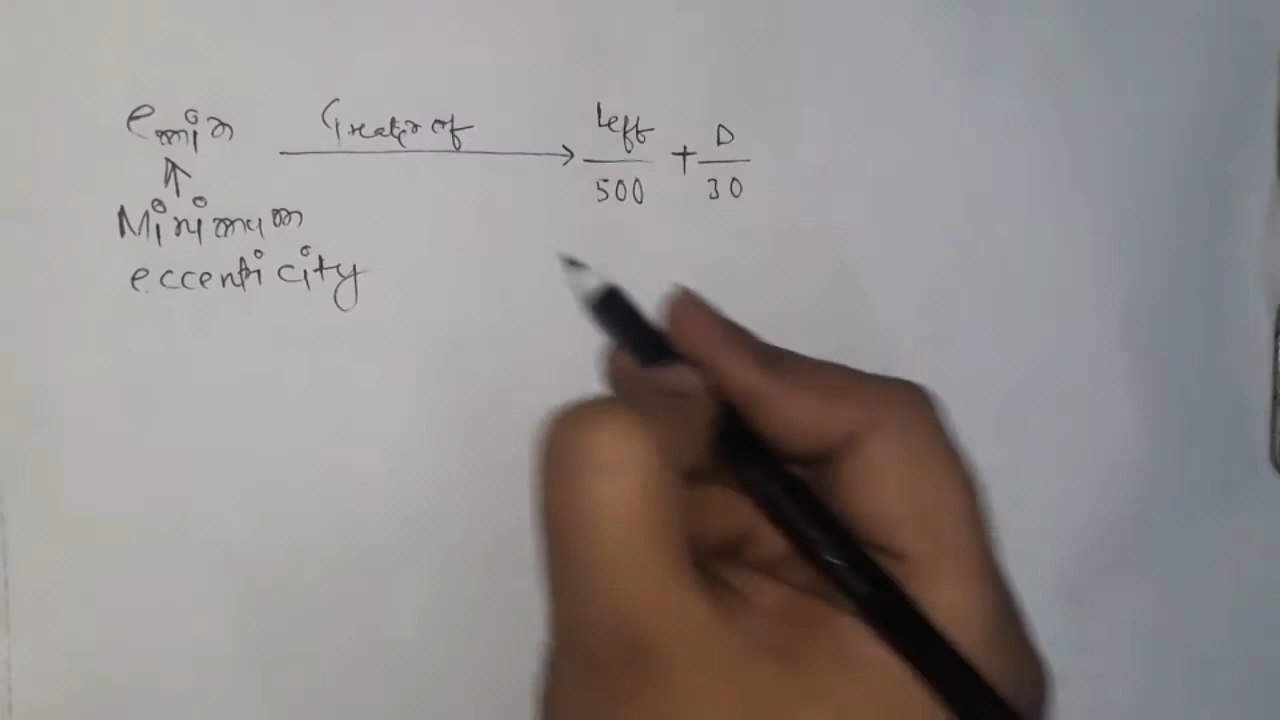 emin Greater of → Leff/500 + D/30
↑
Minimum
eccentricity